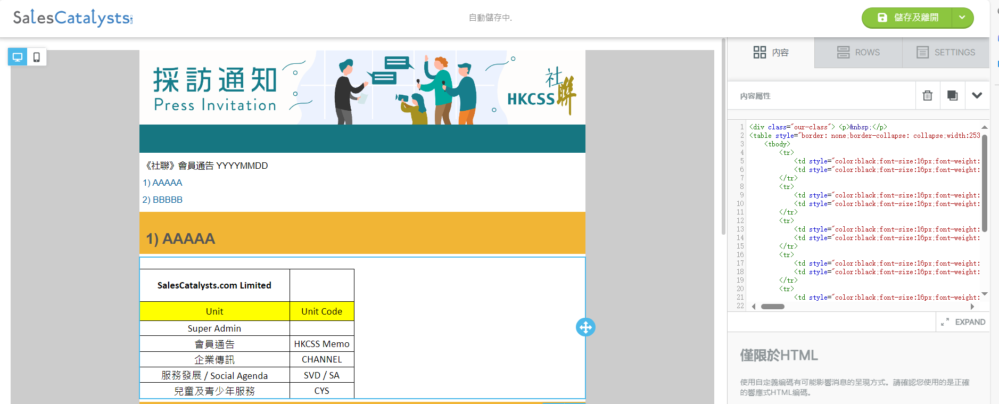 SalesCatalysts.com
自動儲存中.
儲存及離開
採訪通知
Press Invitation
社聯
HKCSS
《社聯》會員通告 YYYYMMDD
1) AAAAA
2) BBBBB
1) AAAAA
SalesCatalysts.com Limited
Unit Unit Code
Super Admin
會員通告 HKCSS Memo
企業傳訊 CHANNEL
服務發展 / Social Agenda SVD / SA
兒童及青少年服務 CYS
內容 ROWS SETTINGS
內容屬性
1 <div class="our-class"> <p>&nbsp;</p>
2 <table style="border: none;border-collapse: collapse;width:253
3 <tbody>
4 <tr>
5 <td style="color:black;font-size:16px;font-weight:
6 <td style="color:black;font-size:16px;font-weight:
7 </tr>
8 <tr>
9 <td style="color:black;font-size:16px;font-weight:
10 <td style="color:black;font-size:16px;font-weight:
11 </tr>
12 <tr>
13 <td style="color:black;font-size:16px;font-weight:
14 <td style="color:black;font-size:16px;font-weight:
15 </tr>
16 <tr>
17 <td style="color:black;font-size:16px;font-weight:
18 <td style="color:black;font-size:16px;font-weight:
19 </tr>
20 <tr>
21 <td style="color:black;font-size:16px;font-weight:
22
EXPAND
僅限於HTML
使用自定義編碼有可能影響消息的呈現方式。請確認您使用的是正確
的響應式HTML編碼。